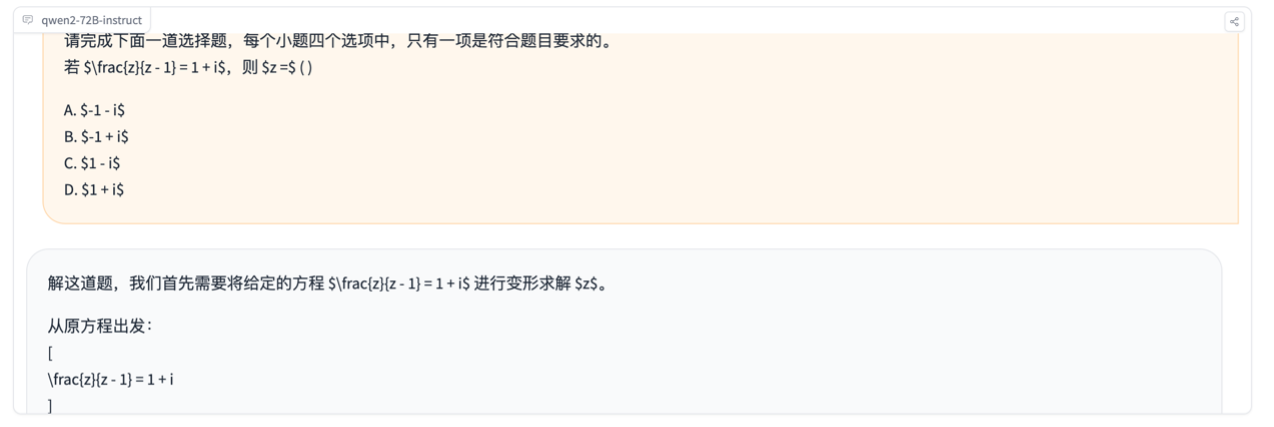 qwen2-72B-instruct
请完成下面一道选择题，每个小题四个选项中，只有一项是符合题目要求的。
若 $\frac{z}{z - 1} = 1 + i$，则 $z =$ ( )
A. $-1 - i$
B. $-1 + i$
C. $1 - i$
D. $1 + i$
解这道题，我们首先需要将给定的方程 $\frac{z}{z - 1} = 1 + i$ 进行变形求解 $z$。
从原方程出发：
[
\frac{z}{z - 1} = 1 + i
]